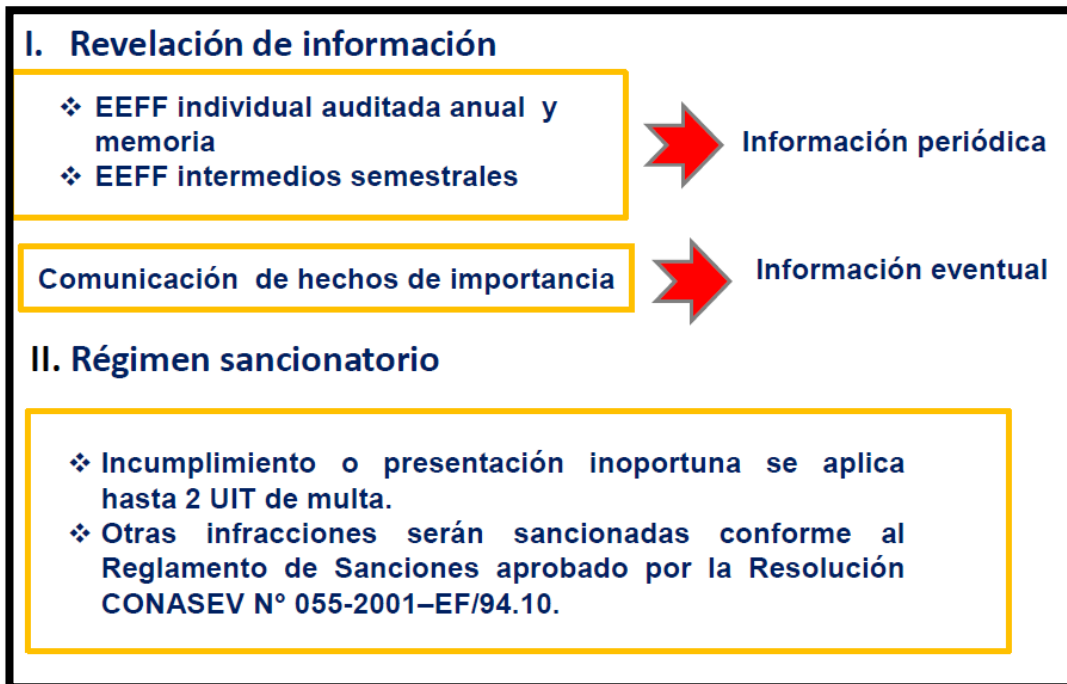 I. Revelación de información
❖ EEFF individual auditada anual y
memoria
❖ EEFF intermedios semestrales
Información periódica
Comunicación de hechos de importancia
Información eventual
II. Régimen sancionatorio
❖ Incumplimiento o presentación inoportuna se aplica
hasta 2 UIT de multa.
❖ Otras infracciones serán sancionadas conforme al
Reglamento de Sanciones aprobado por la Resolución
CONASEV N° 055-2001–EF/94.10.